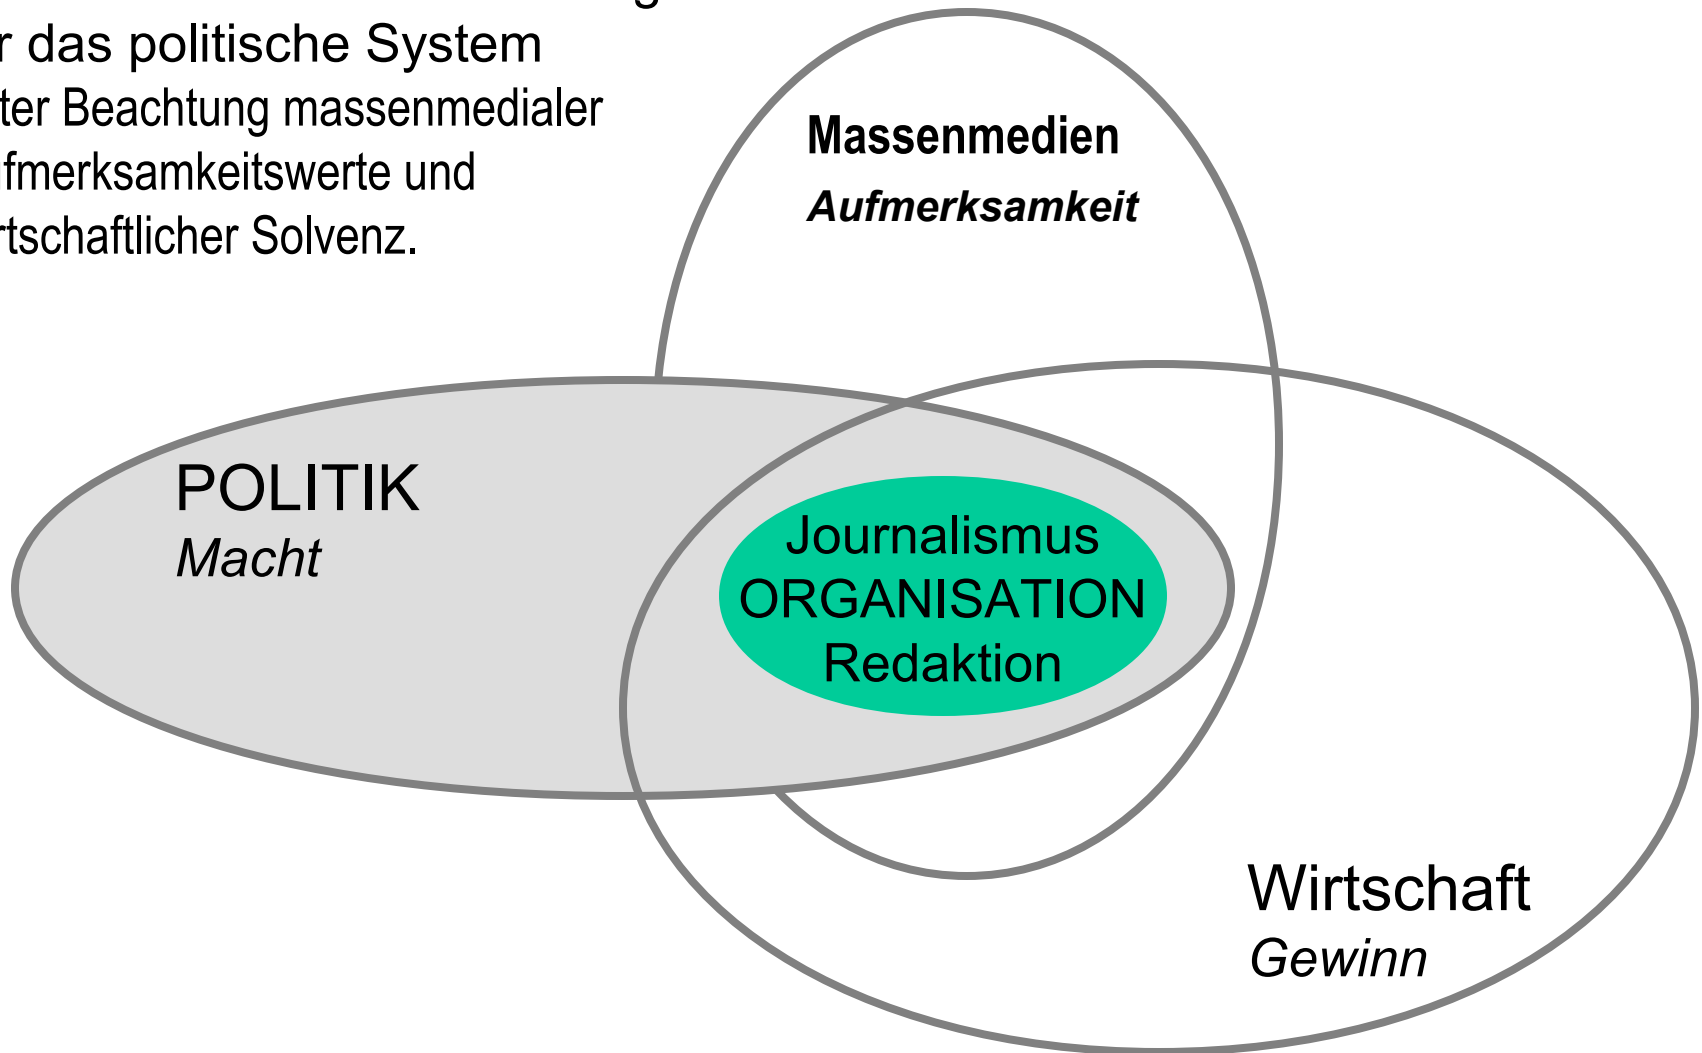 r das politische System
ter Beachtung massenmedialer
fmerksamkeitswerte und
rtschaftlicher Solvenz.
Massenmedien
Aufmerksamkeit
POLITIK
Macht
Journalismus
ORGANISATION
Redaktion
Wirtschaft
Gewinn